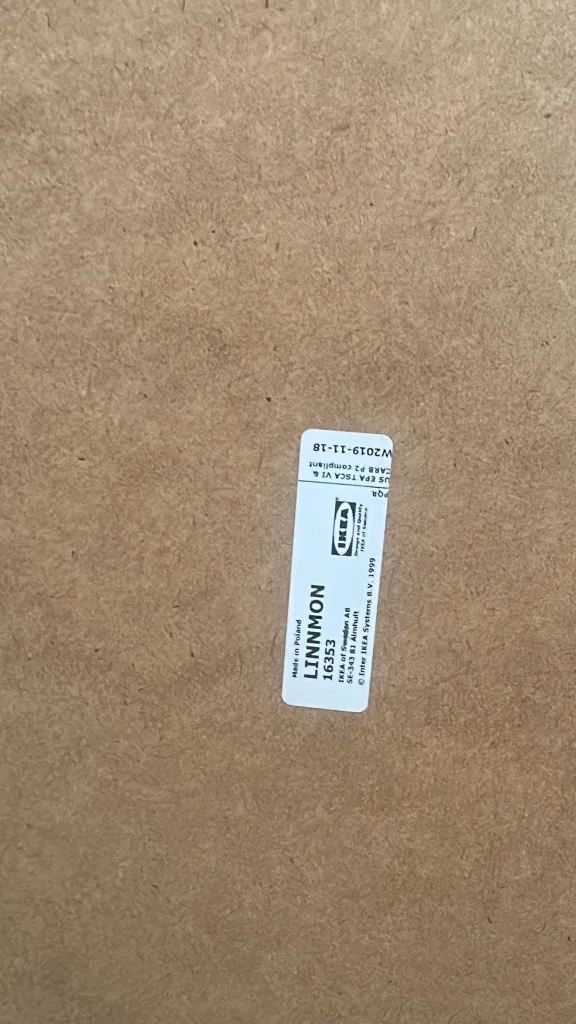 Made in Poland
LINNMON
16353
IKEA of Sweden AB
SE-343 81 Älmhult
© Inter IKEA Systems B.V. 1999
IKEA
Design and Quality
IKEA of Sweden
PQR
US EPA TSCA VI &
CARB P2 compliant
W2019-11-18